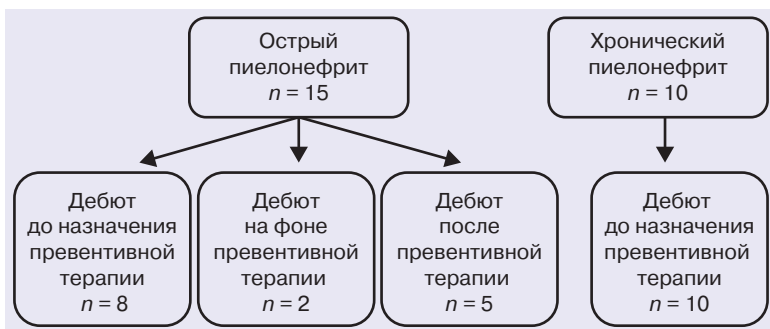 Острый
пиелонефрит
n = 15
Хронический
пиелонефрит
n = 10
Дебют
до назначения
превентивной
терапии
n = 8
Дебют
на фоне
превентивной
терапии
n = 2
Дебют
после
превентивной
терапии
n = 5
Дебют
до назначения
превентивной
терапии
n = 10